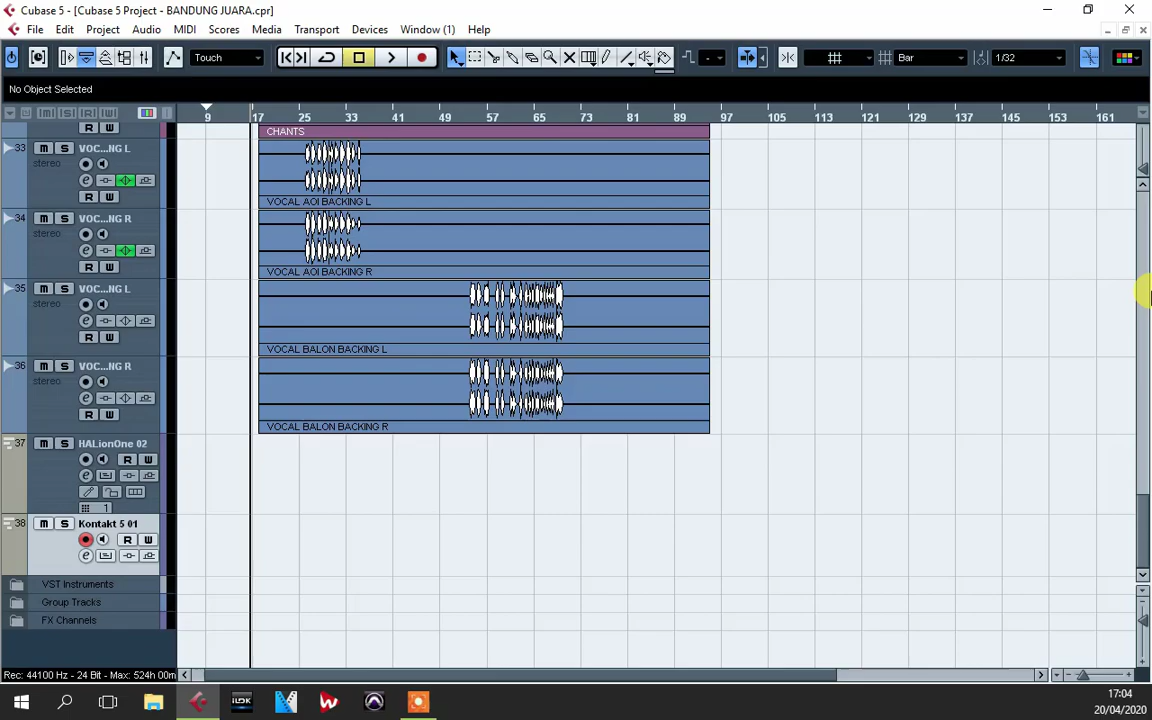 Cubase 5 - [Cubase 5 Project - BANDUNG JUARA.cpr]
File Edit Project Audio MIDI Scores Media Transport Devices Window (1) Help
Touch Bar 1/32
No Object Selected
m s R W
9 17 25 33 41 49 57 65 73 81 89 97 105 113 121 129 137 145 153 161
R W
CHANTS
33 m S VOC...NG L
stereo
e
R W
VOCAL AOI BACKING L
34 m S VOC...NG R
stereo
e
R W
VOCAL AOI BACKING R
35 m S VOC...NG L
stereo
e
R W
VOCAL BALON BACKING L
36 m S VOC...NG R
stereo
e
R W
VOCAL BALON BACKING R
37 m S HALionOne 02
R W
e
1
38 m S Kontakt 5 01
R W
e
VST Instruments
Group Tracks
FX Channels
Rec: 44100 Hz - 24 Bit - Max: 524h 00m
iLOK
17:04
20/04/2020